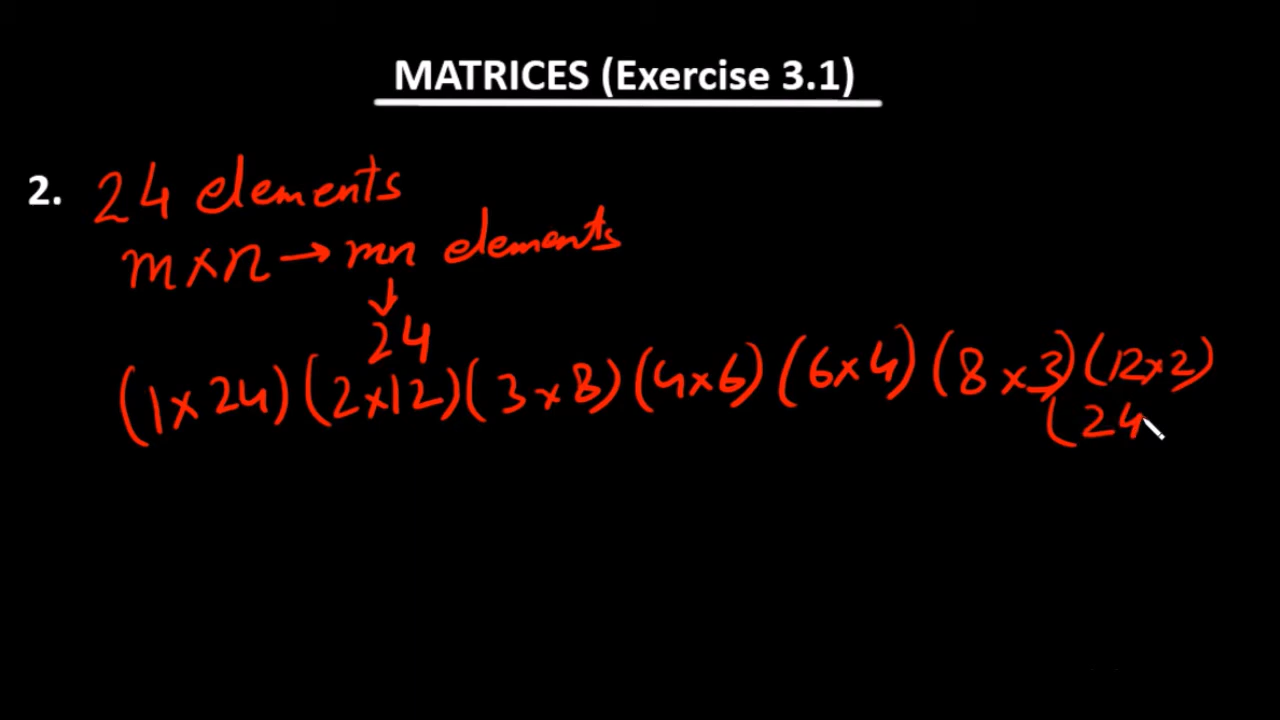 MATRICES (Exercise 3.1)
2. 24 elements
m×n → mn elements
↓
24
(1×24) (2×12) (3×8) (4×6) (6×4) (8×3) (12×2)
(24